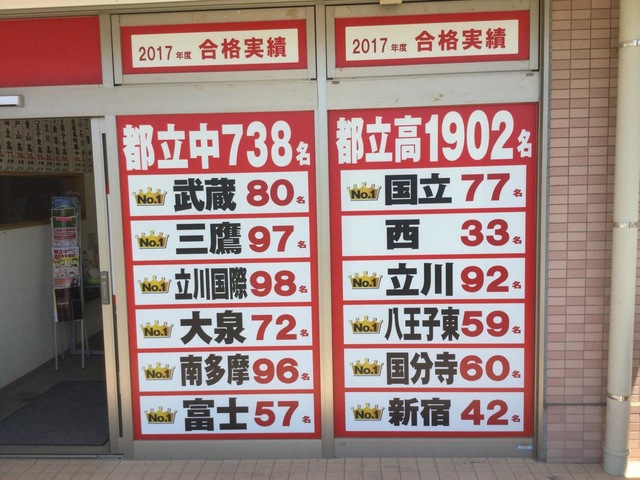 2017年度 合格実績
都立中738名
No.1 武蔵 80名
No.1 三鷹 97名
No.1 立川国際 98名
No.1 大泉 72名
No.1 南多摩 96名
No.1 富士 57名
2017年度 合格実績
都立高1902名
No.1 国立 77名
西 33名
No.1 立川 92名
No.1 八王子東 59名
No.1 国分寺 60名
No.1 新宿 42名